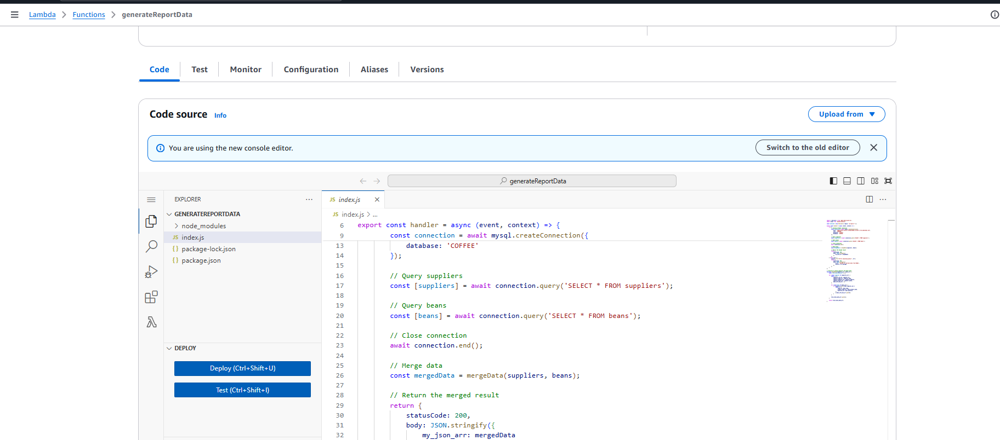 Lambda > Functions > generateReportData
Code Test Monitor Configuration Aliases Versions
Code source Info
Upload from
You are using the new console editor.
Switch to the old editor
generateReportData
EXPLORER
GENERATEREPORTDATA
node_modules
JS index.js
{} package-lock.json
{} package.json
DEPLOY
Deploy (Ctrl+Shift+U)
Test (Ctrl+Shift+I)
JS index.js
JS index.js > ...
6 export const handler = async (event, context) => {
9 const connection = await mysql.createConnection({
13 database: 'COFFEE'
14 });
15
16 // Query suppliers
17 const [suppliers] = await connection.query('SELECT * FROM suppliers');
18
19 // Query beans
20 const [beans] = await connection.query('SELECT * FROM beans');
21
22 // Close connection
23 await connection.end();
24
25 // Merge data
26 const mergedData = mergeData(suppliers, beans);
27
28 // Return the merged result
29 return {
30 statusCode: 200,
31 body: JSON.stringify({
32 my_json_arr: mergedData